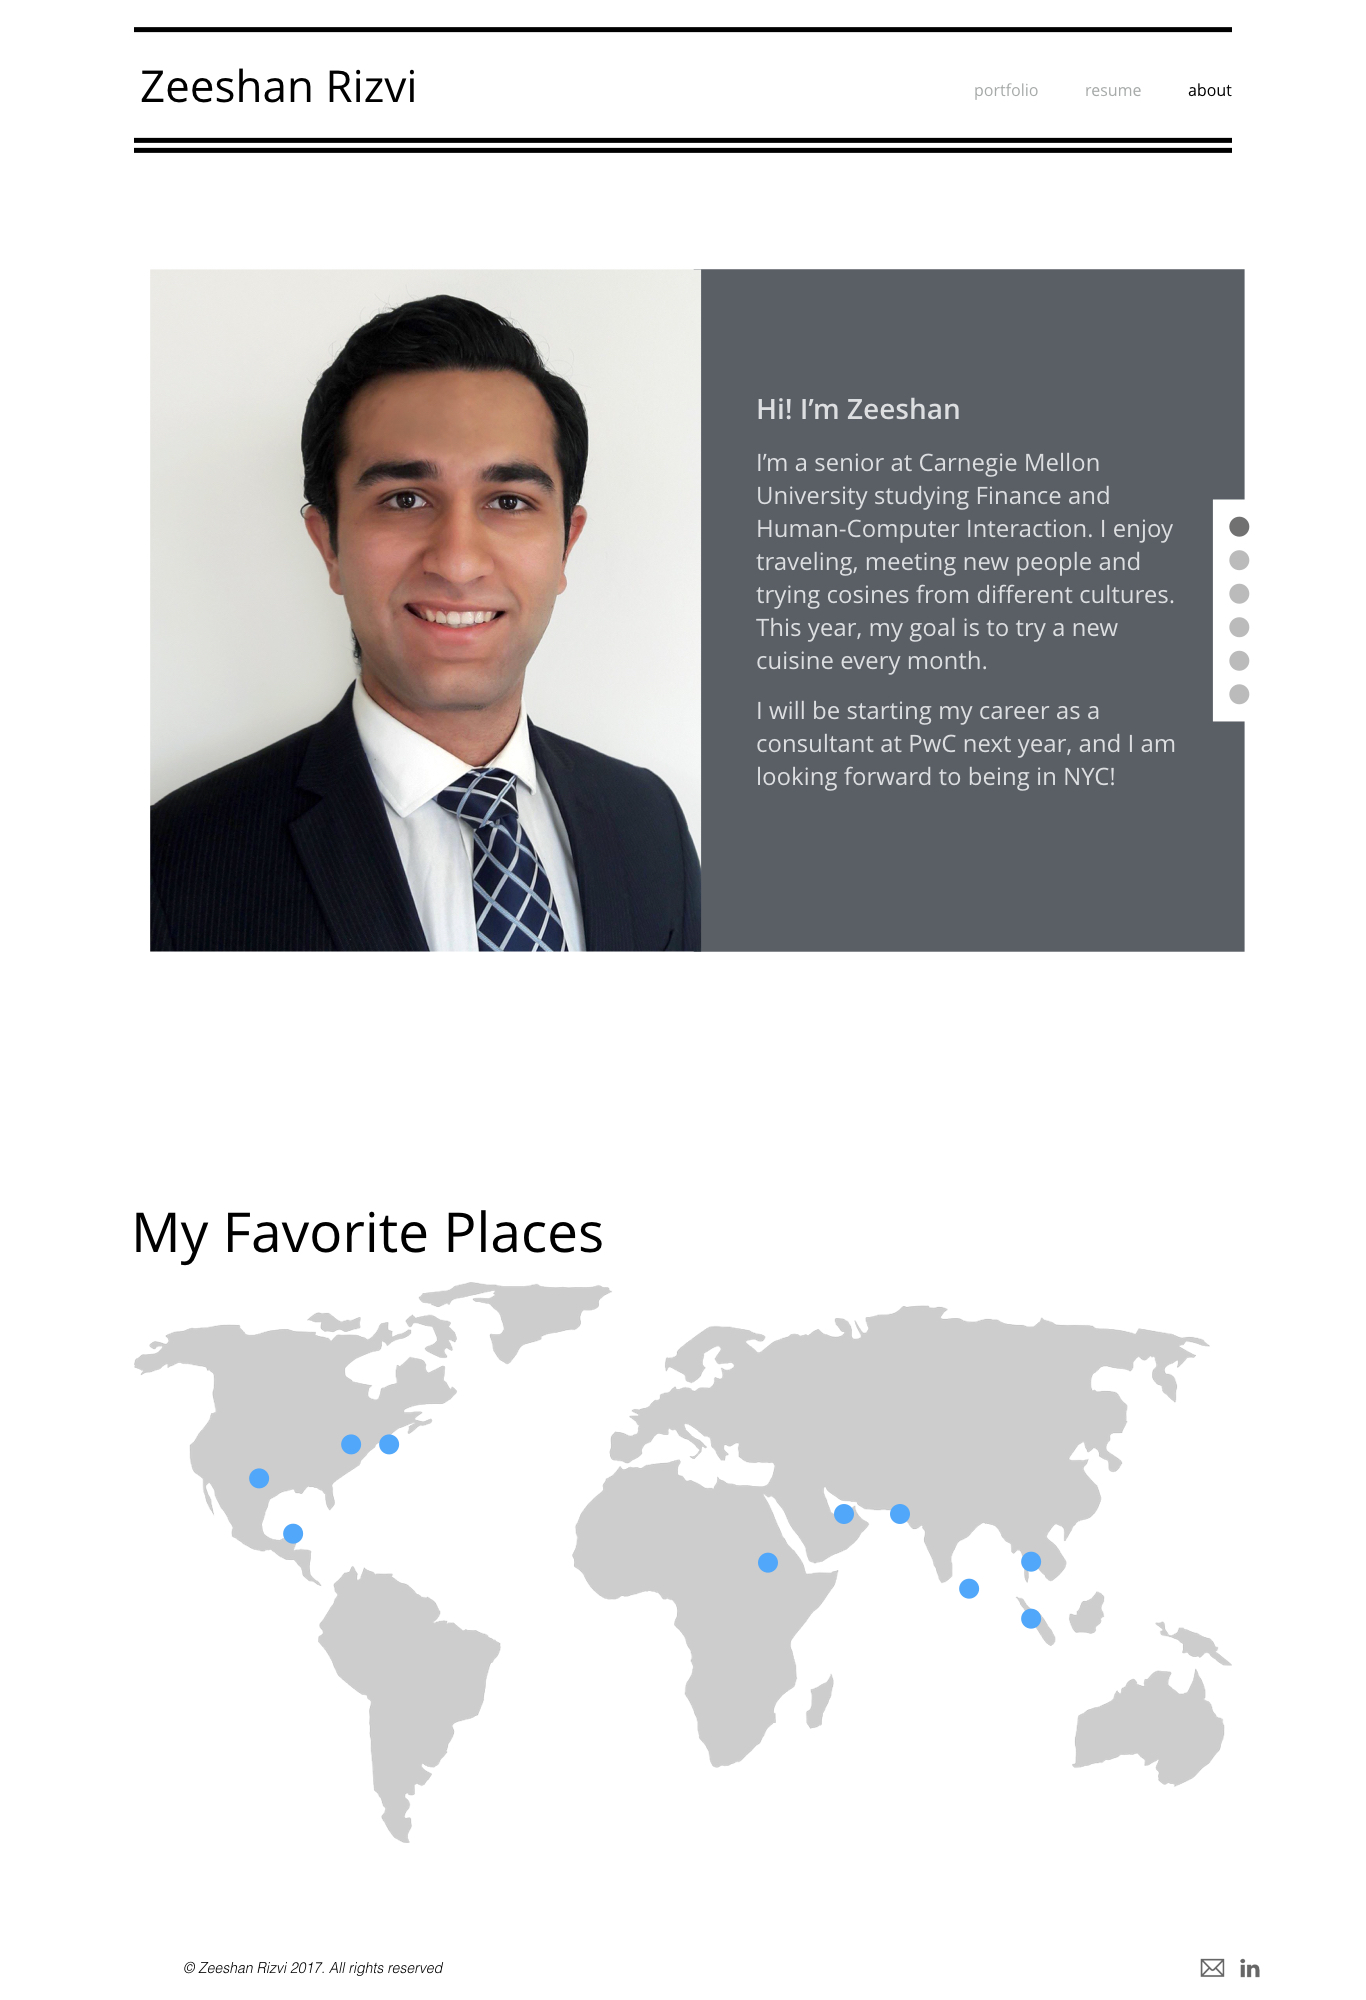 Zeeshan Rizvi
portfolio resume about
Hi! I’m Zeeshan
I’m a senior at Carnegie Mellon
University studying Finance and
Human-Computer Interaction. I enjoy
traveling, meeting new people and
trying cosines from different cultures.
This year, my goal is to try a new
cuisine every month.
I will be starting my career as a
consultant at PwC next year, and I am
looking forward to being in NYC!
My Favorite Places
© Zeeshan Rizvi 2017. All rights reserved
in